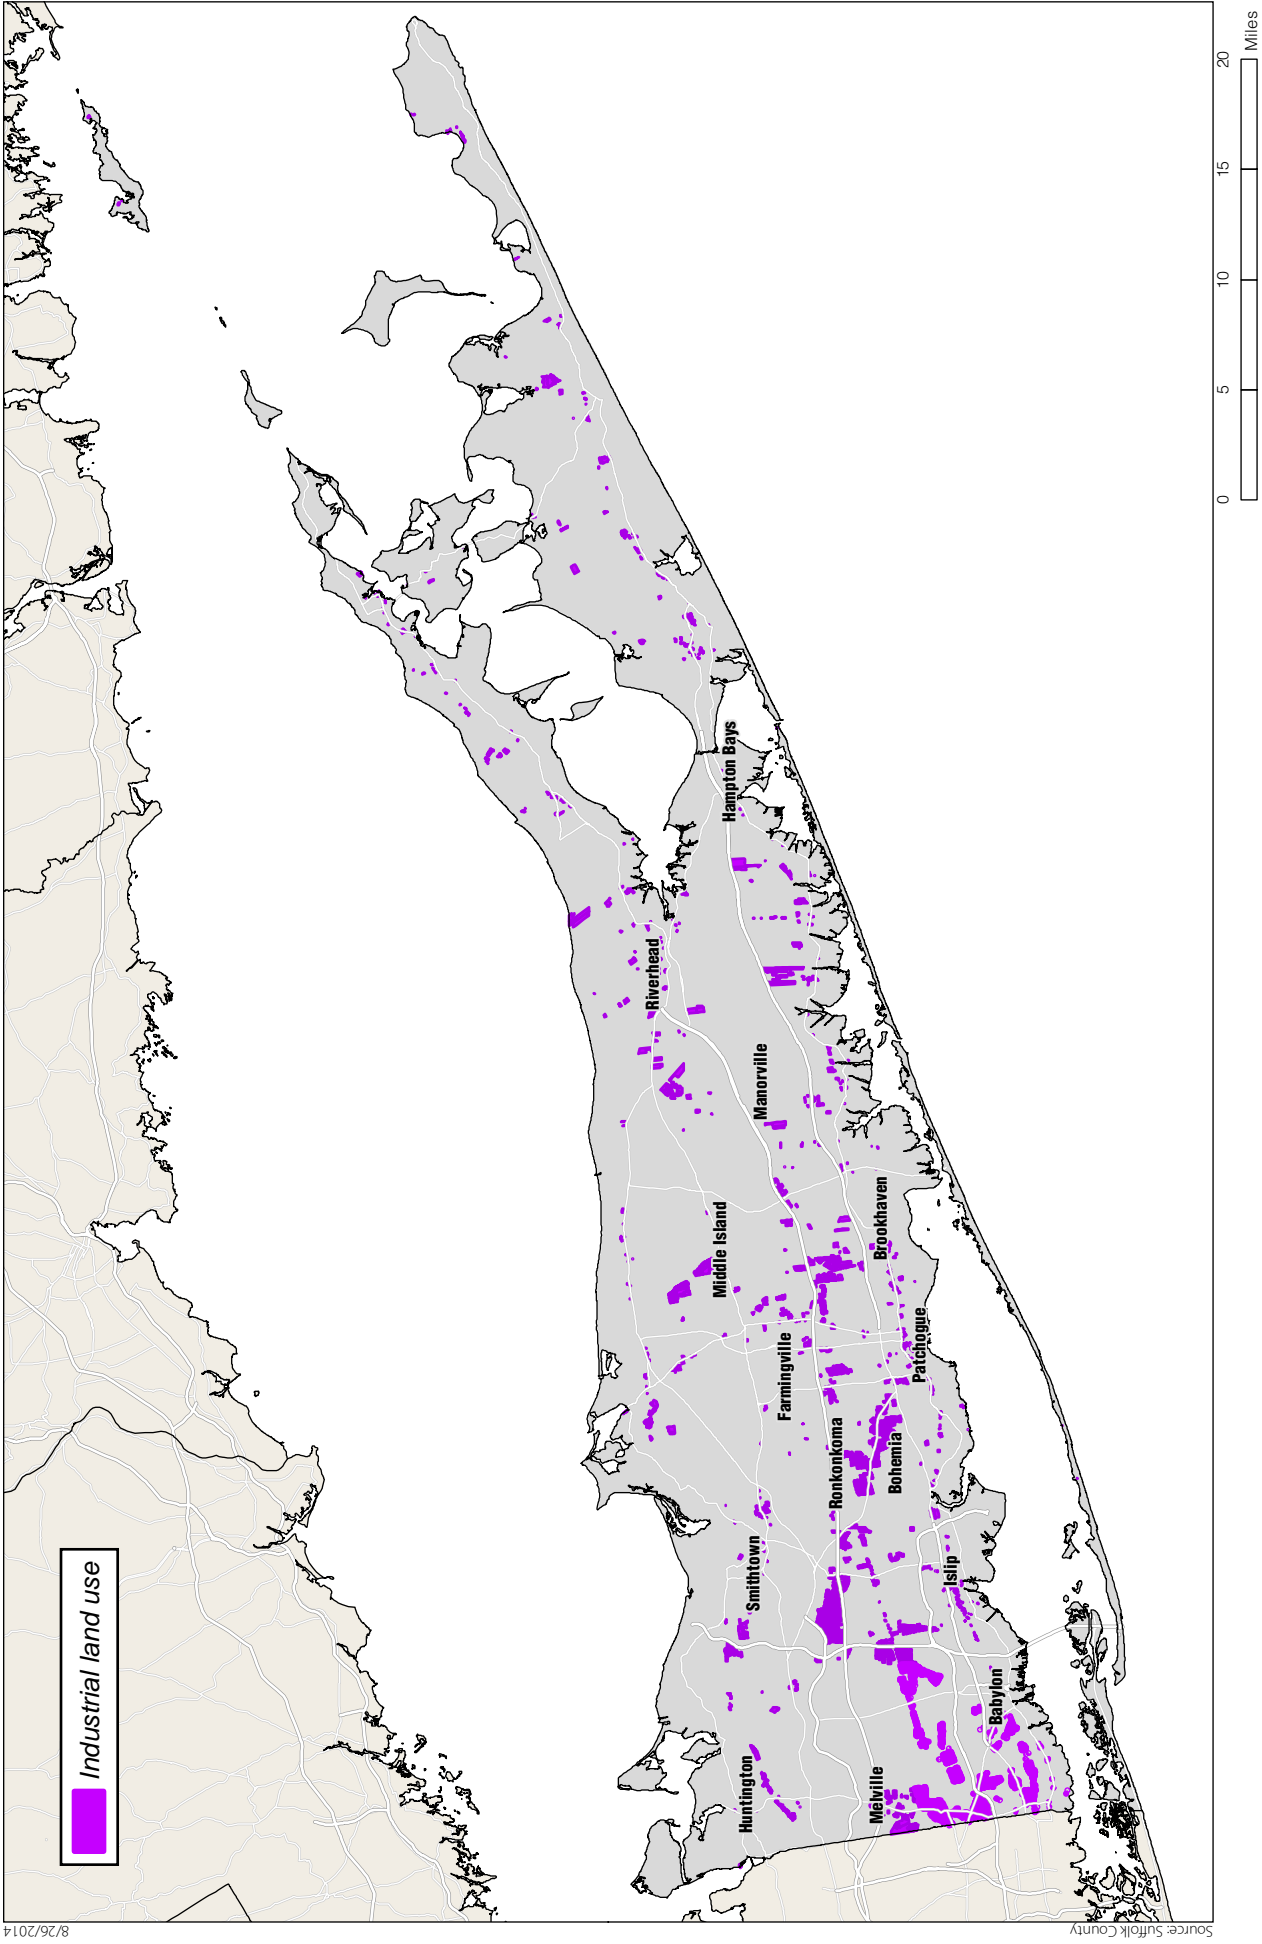 Industrial land use
Huntington
Smithtown
Melville
Babylon
Islip
Ronkonkoma
Bohemia
Farmingville
Patchogue
Middle Island
Brookhaven
Manorville
Riverhead
Hampton Bays
0 5 10 15 20
Miles
Source: Suffolk County
8/26/2014